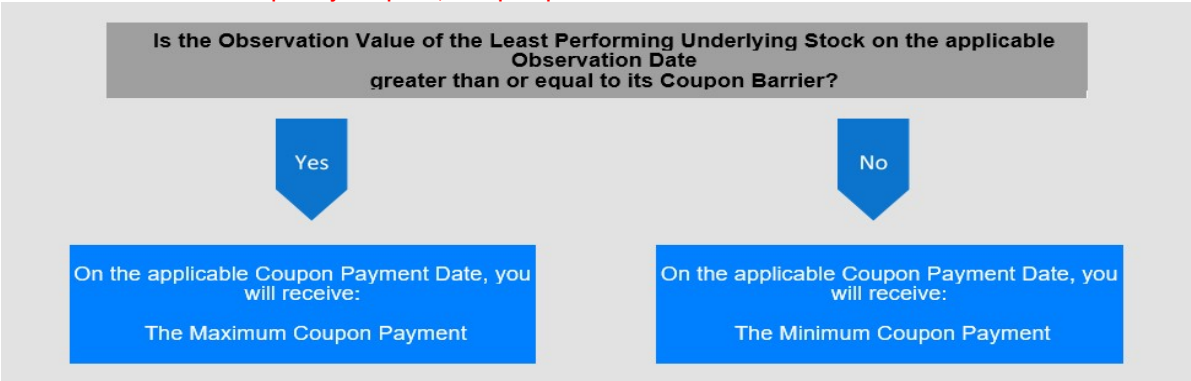 Is the Observation Value of the Least Performing Underlying Stock on the applicable
Observation Date
greater than or equal to its Coupon Barrier?
Yes
No
On the applicable Coupon Payment Date, you
will receive:
The Maximum Coupon Payment
On the applicable Coupon Payment Date, you
will receive:
The Minimum Coupon Payment